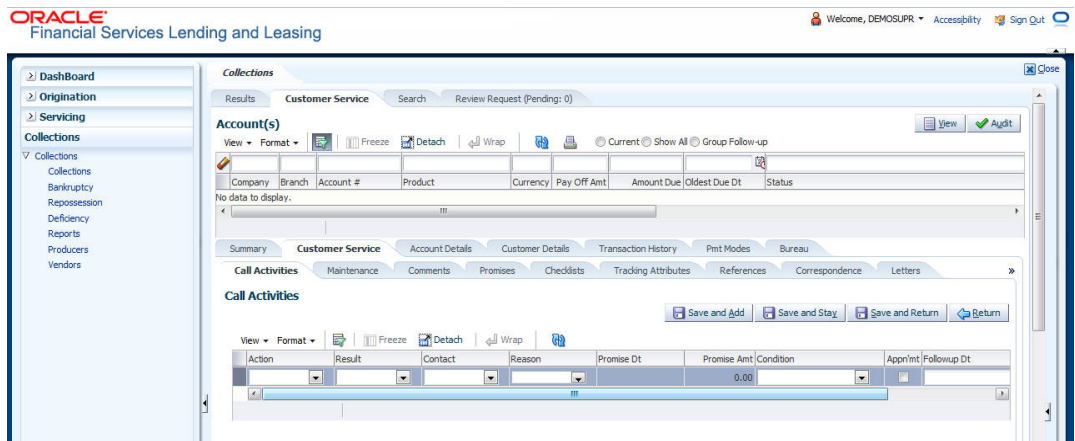 ORACLE
Financial Services Lending and Leasing
Welcome, DEMOSUPR Accessibility Sign Out
DashBoard
Origination
Servicing
Collections
Collections
Collections
Bankruptcy
Repossession
Deficiency
Reports
Producers
Vendors
Collections
Close
Results Customer Service Search Review Request (Pending: 0)
Account(s)
View Audit
View Format Freeze Detach Wrap Current Show All Group Follow-up
Company Branch Account # Product Currency Pay Off Amt Amount Due Oldest Due Dt Status
No data to display.
Summary Customer Service Account Details Customer Details Transaction History Pmt Modes Bureau
Call Activities Maintenance Comments Promises Checklists Tracking Attributes References Correspondence Letters »
Call Activities
Save and Add Save and Stay Save and Return Return
View Format Freeze Detach Wrap
Action Result Contact Reason Promise Dt Promise Amt Condition Appn'mt Followup Dt
0.00